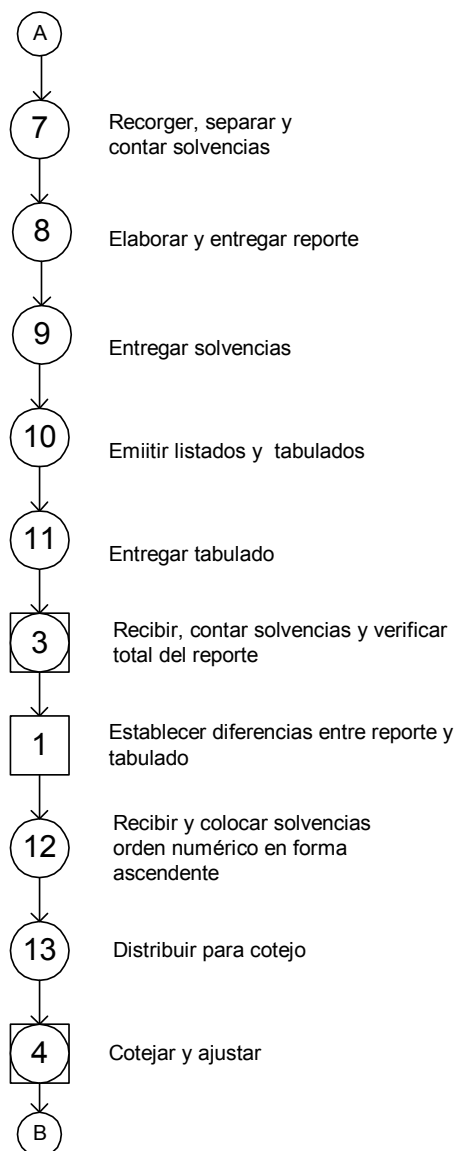 A
7
Recorger, separar y
contar solvencias
8
Elaborar y entregar reporte
9
Entregar solvencias
10
Emiitir listados y  tabulados
11
Entregar tabulado
3
Recibir, contar solvencias y verificar
total del reporte
1
Establecer diferencias entre reporte y
tabulado
12
Recibir y colocar solvencias
orden numérico en forma
ascendente
13
Distribuir para cotejo
4
Cotejar y ajustar
B